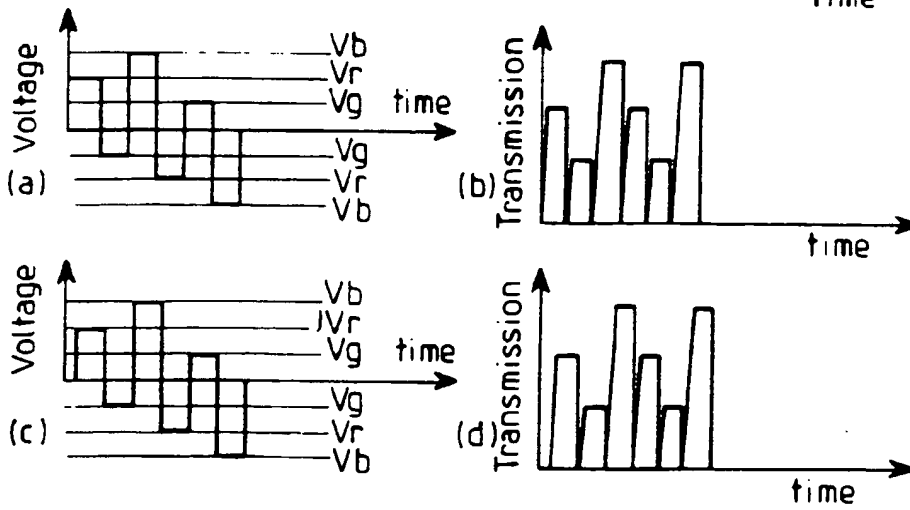 Time
Voltage
Vb
Vr
Vg
time
Vg
Vr
Vb
(a)
Transmission
(b)
time
Voltage
Vb
Vr
Vg
time
Vg
Vr
Vb
(c)
Transmission
(d)
time